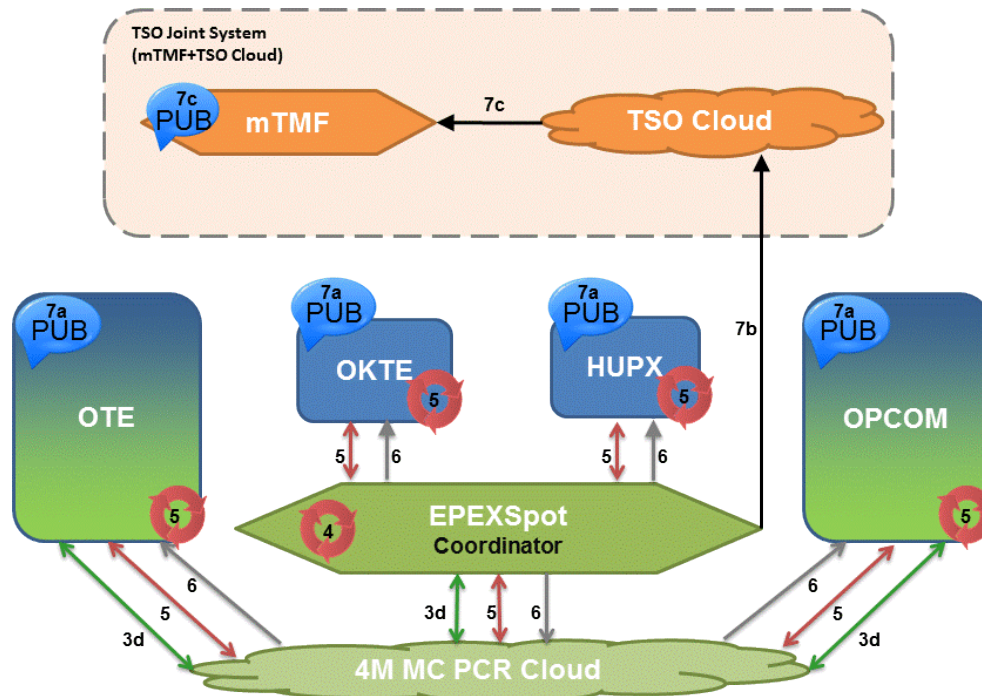 TSO Joint System
(mTMF+TSO Cloud)
7c
PUB
mTMF
7c
TSO Cloud
7a
PUB
OTE
5
7a
PUB
OKTE
5
7a
PUB
HUPX
5
7b
7a
PUB
OPCOM
5
5
6
5
6
4
EPEXSpot
Coordinator
6
5
3d
3d
5
6
6
5
3d
4M MC PCR Cloud